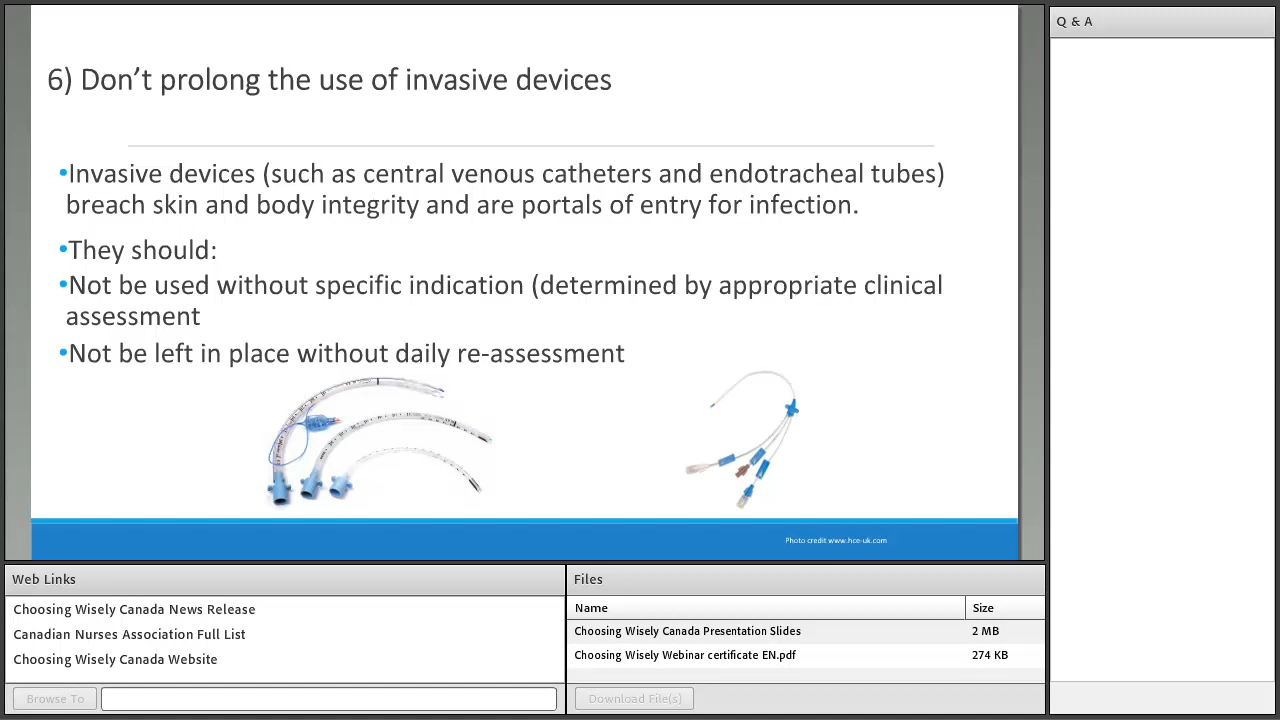 6) Don't prolong the use of invasive devices
•Invasive devices (such as central venous catheters and endotracheal tubes)
breach skin and body integrity and are portals of entry for infection.
•They should:
•Not be used without specific indication (determined by appropriate clinical
assessment
•Not be left in place without daily re-assessment
Photo credit www.hce-uk.com
Q & A
Web Links
Choosing Wisely Canada News Release
Canadian Nurses Association Full List
Choosing Wisely Canada Website
Browse To
Files
Name Size
Choosing Wisely Canada Presentation Slides 2 MB
Choosing Wisely Webinar certificate EN.pdf 274 KB
Download File(s)